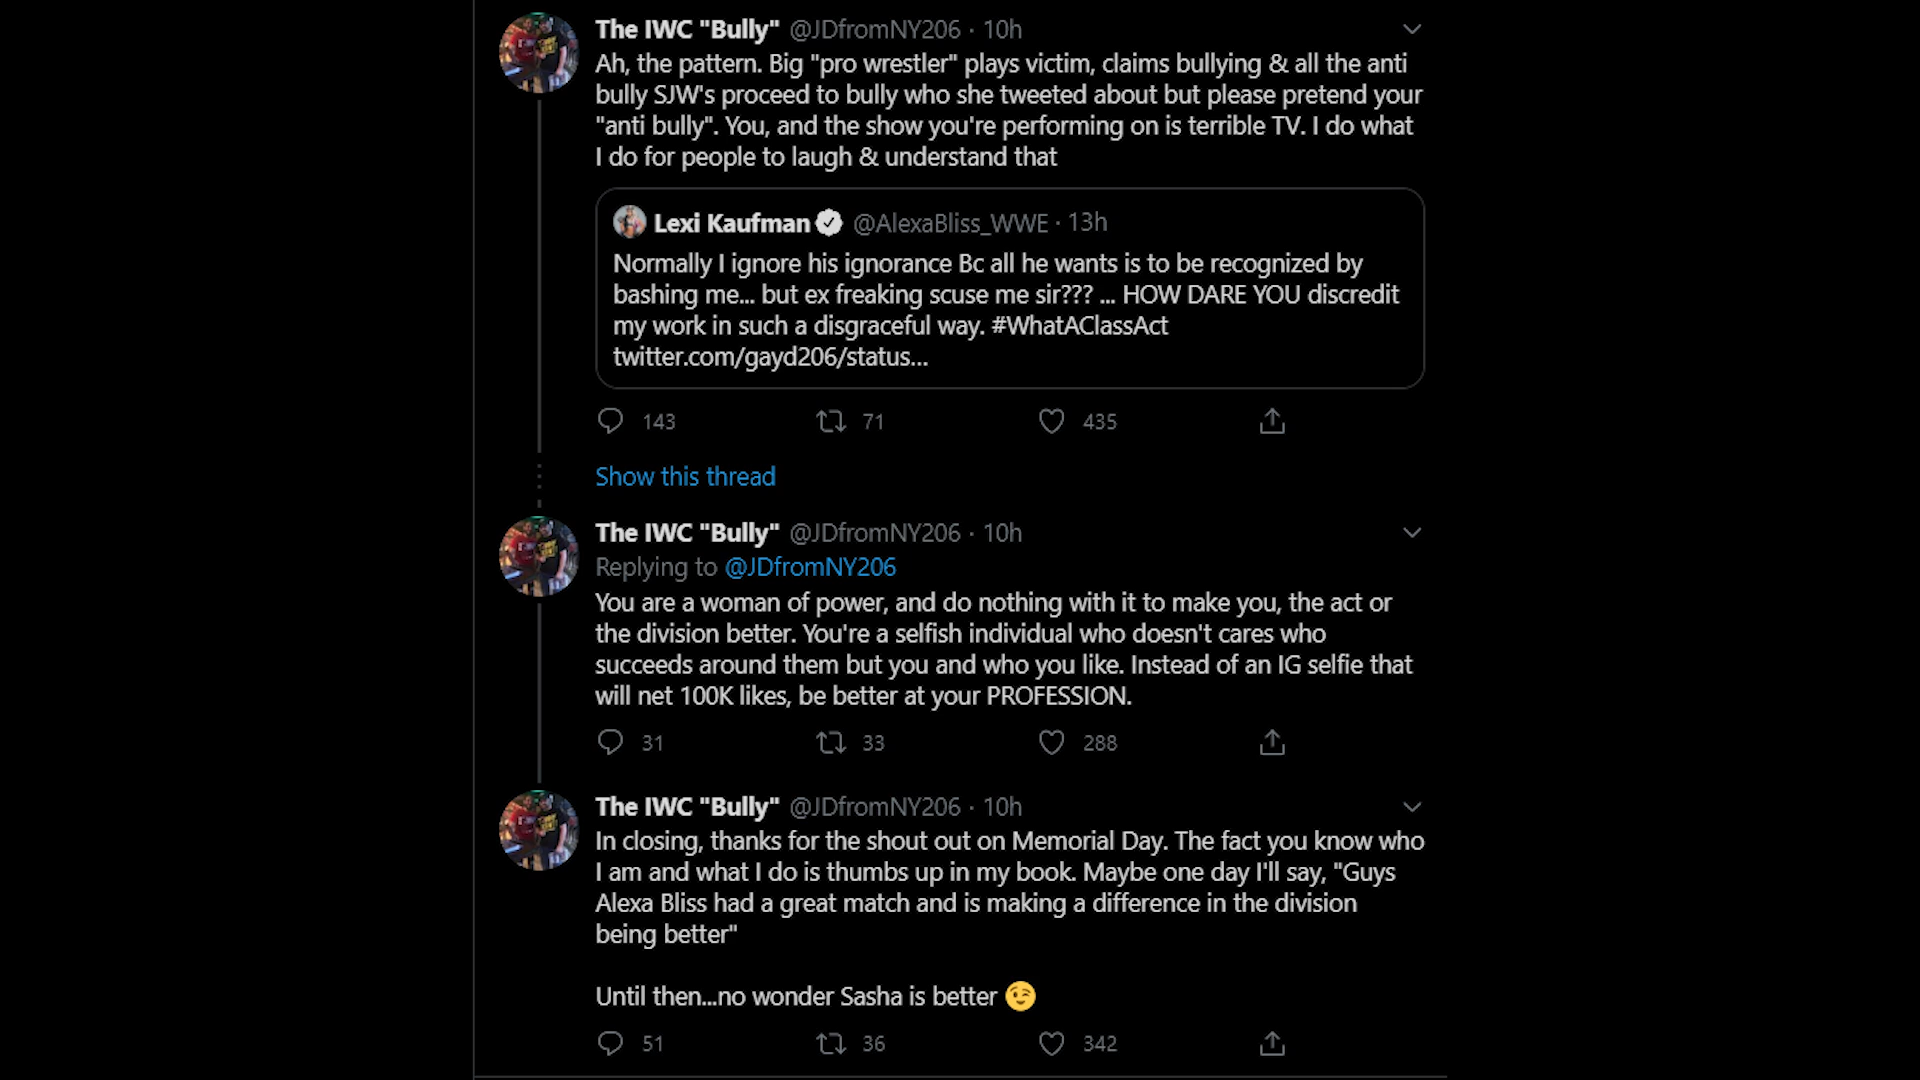 The IWC "Bully" @JDfromNY206 · 10h
Ah, the pattern. Big "pro wrestler" plays victim, claims bullying & all the anti
bully SJW's proceed to bully who she tweeted about but please pretend your
"anti bully". You, and the show you're performing on is terrible TV. I do what
I do for people to laugh & understand that
Lexi Kaufman @AlexaBliss_WWE · 13h
Normally I ignore his ignorance Bc all he wants is to be recognized by
bashing me... but ex freaking scuse me sir??? ... HOW DARE YOU discredit
my work in such a disgraceful way. #WhatAClassAct
twitter.com/gayd206/status...
143 71 435
Show this thread
The IWC "Bully" @JDfromNY206 · 10h
Replying to @JDfromNY206
You are a woman of power, and do nothing with it to make you, the act or
the division better. You're a selfish individual who doesn't cares who
succeeds around them but you and who you like. Instead of an IG selfie that
will net 100K likes, be better at your PROFESSION.
31 33 288
The IWC "Bully" @JDfromNY206 · 10h
In closing, thanks for the shout out on Memorial Day. The fact you know who
I am and what I do is thumbs up in my book. Maybe one day I'll say, "Guys
Alexa Bliss had a great match and is making a difference in the division
being better"
Until then...no wonder Sasha is better 😉
51 36 342